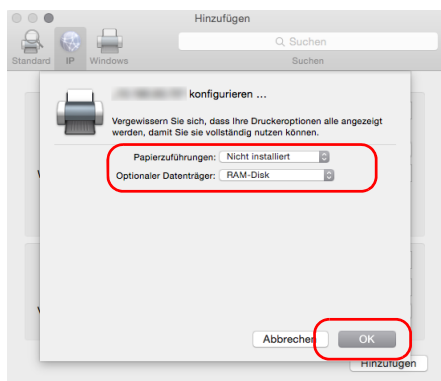 Hinzufügen
Suchen
Standard IP Windows Suchen
konfigurieren ...
Vergewissern Sie sich, dass Ihre Druckeroptionen alle angezeigt
werden, damit Sie sie vollständig nutzen können.
Papierzuführungen: Nicht installiert
Optionaler Datenträger: RAM-Disk
Abbrechen OK
Hinzufügen